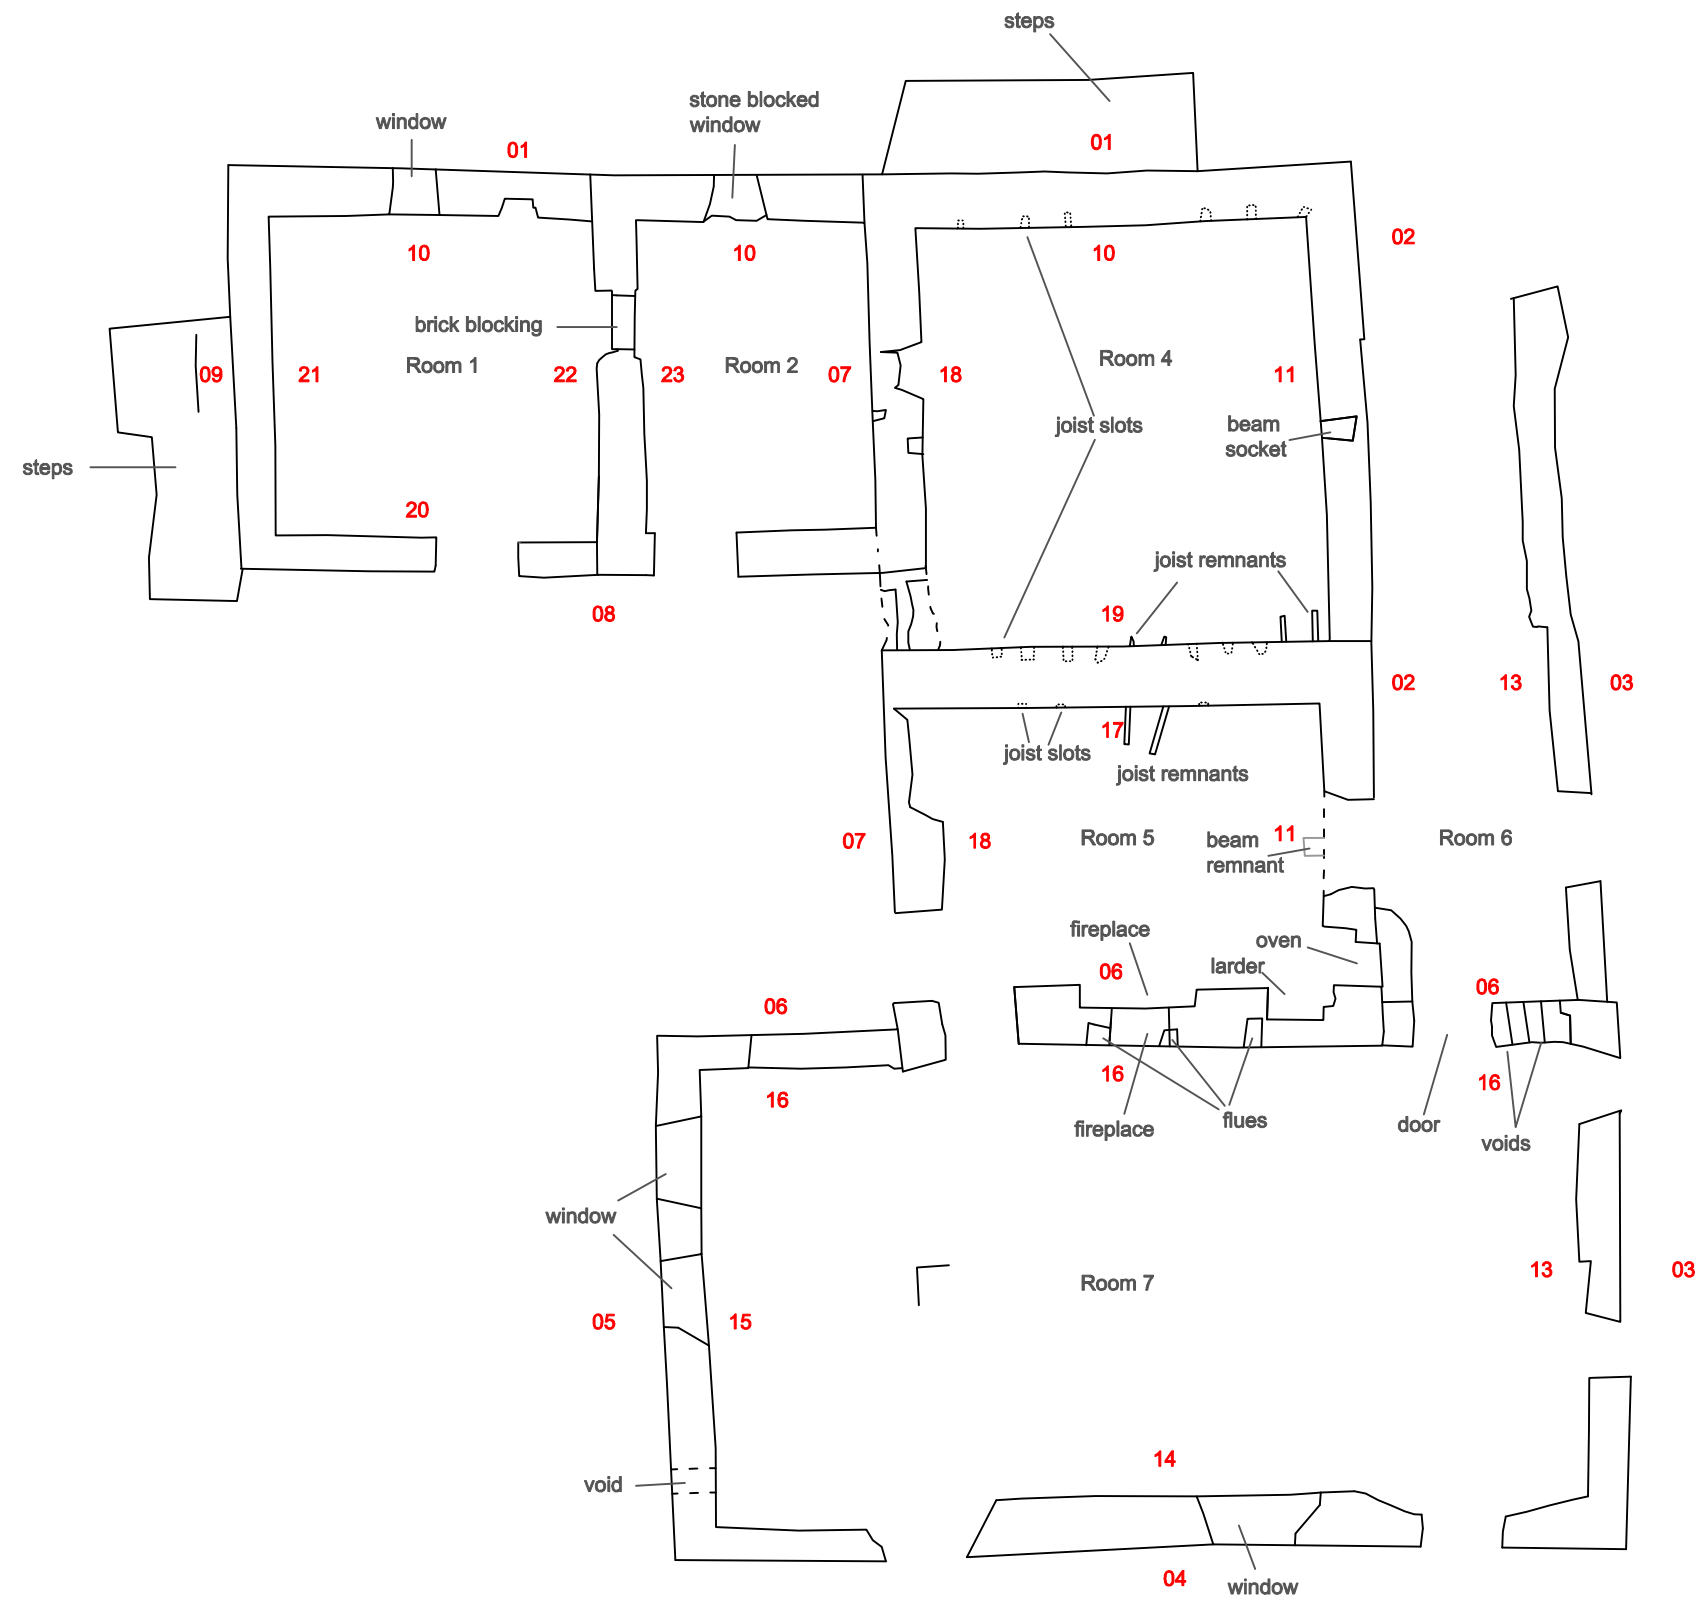 steps
stone blocked
window
window
01
01
02
10
10
10
brick blocking
Room 1
Room 2
Room 4
09
21
22
23
07
18
11
joist slots
beam
socket
steps
20
joist remnants
08
19
02
13
03
17
joist slots
joist remnants
07
18
Room 5
11
beam
remnant
Room 6
fireplace
oven
06
larder
06
06
16
16
16
fireplace
flues
door
voids
window
Room 7
13
03
05
15
14
void
04
window